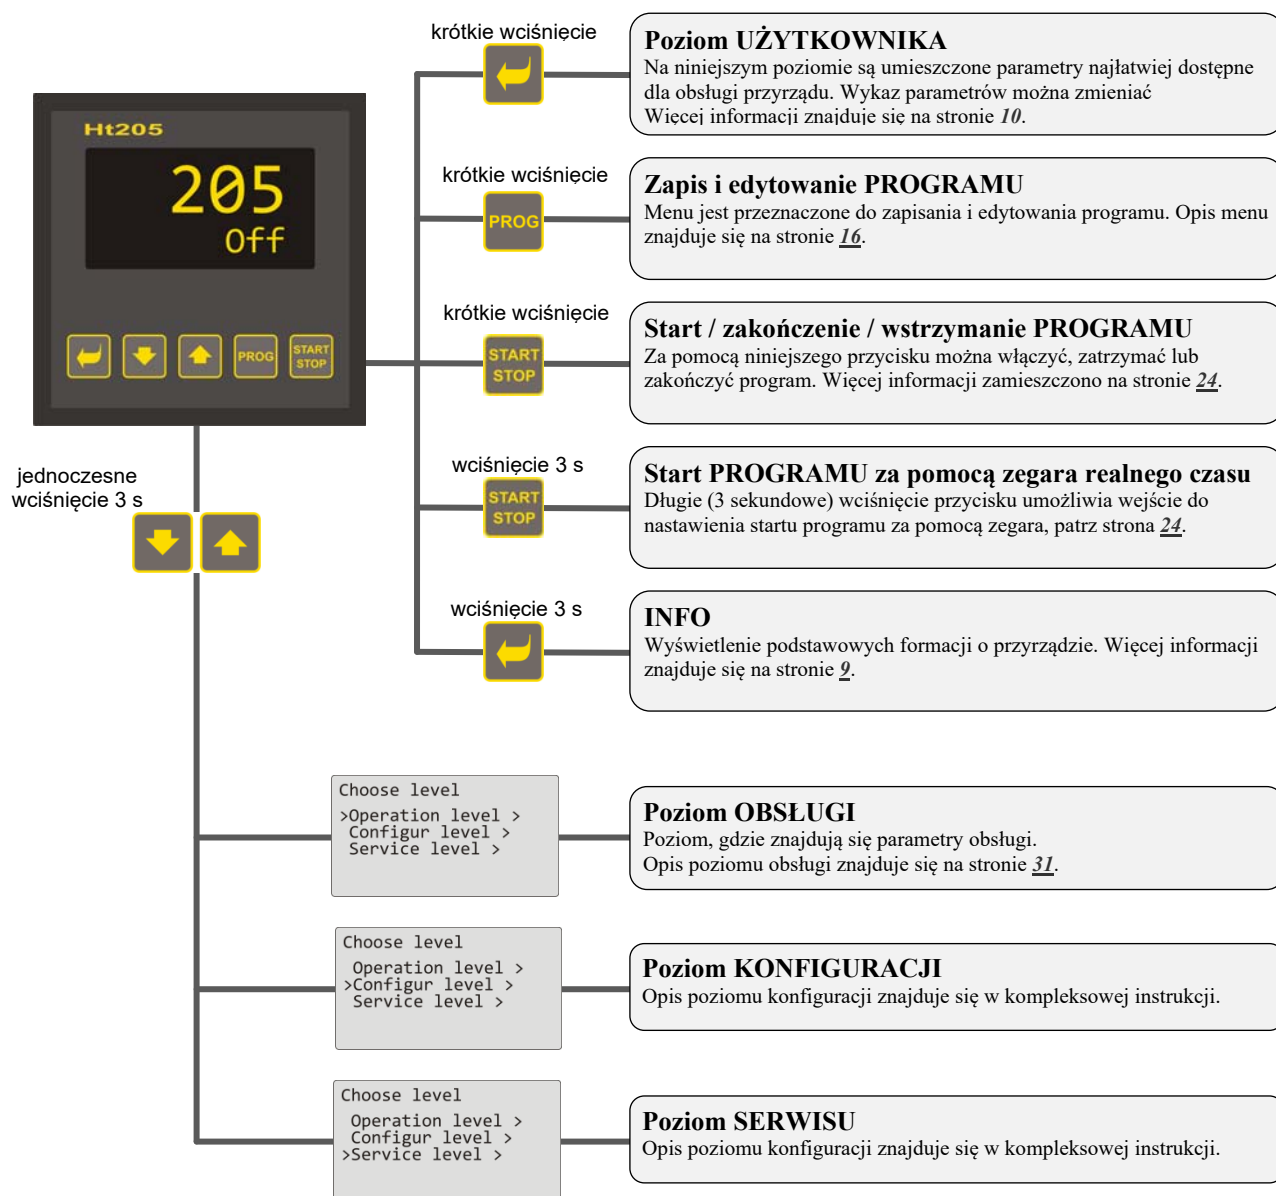 krótkie wciśnięcie
Poziom UŻYTKOWNIKA
Na niniejszym poziomie są umieszczone parametry najłatwiej dostępne
dla obsługi przyrządu. Wykaz parametrów można zmieniać
Więcej informacji znajduje się na stronie 10.
Ht205
205
Off
PROG
START
STOP
krótkie wciśnięcie
PROG
Zapis i edytowanie PROGRAMU
Menu jest przeznaczone do zapisania i edytowania programu. Opis menu
znajduje się na stronie 16.
krótkie wciśnięcie
START
STOP
Start / zakończenie / wstrzymanie PROGRAMU
Za pomocą niniejszego przycisku można włączyć, zatrzymać lub
zakończyć program. Więcej informacji zamieszczono na stronie 24.
wciśnięcie 3 s
START
STOP
Start PROGRAMU za pomocą zegara realnego czasu
Długie (3 sekundowe) wciśnięcie przycisku umożliwia wejście do
nastawienia startu programu za pomocą zegara, patrz strona 24.
jednoczesne
wciśnięcie 3 s
wciśnięcie 3 s
INFO
Wyświetlenie podstawowych formacji o przyrządzie. Więcej informacji
znajduje się na stronie 9.
Choose level
>Operation level >
Configur level >
Service level >
Poziom OBSŁUGI
Poziom, gdzie znajdują się parametry obsługi.
Opis poziomu obsługi znajduje się na stronie 31.
Choose level
Operation level >
>Configur level >
Service level >
Poziom KONFIGURACJI
Opis poziomu konfiguracji znajduje się w kompleksowej instrukcji.
Choose level
Operation level >
Configur level >
>Service level >
Poziom SERWISU
Opis poziomu konfiguracji znajduje się w kompleksowej instrukcji.